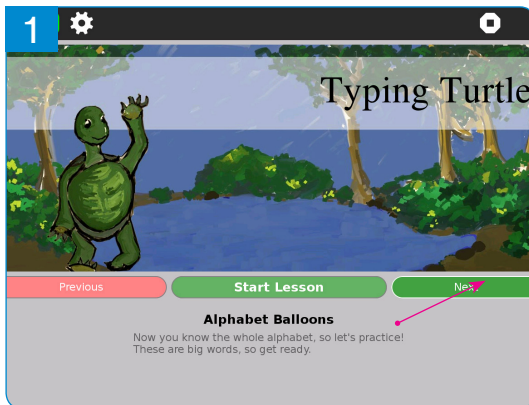 1
Typing Turtle
Previous
Start Lesson
Next
Alphabet Balloons
Now you know the whole alphabet, so let's practice!
These are big words, so get ready.